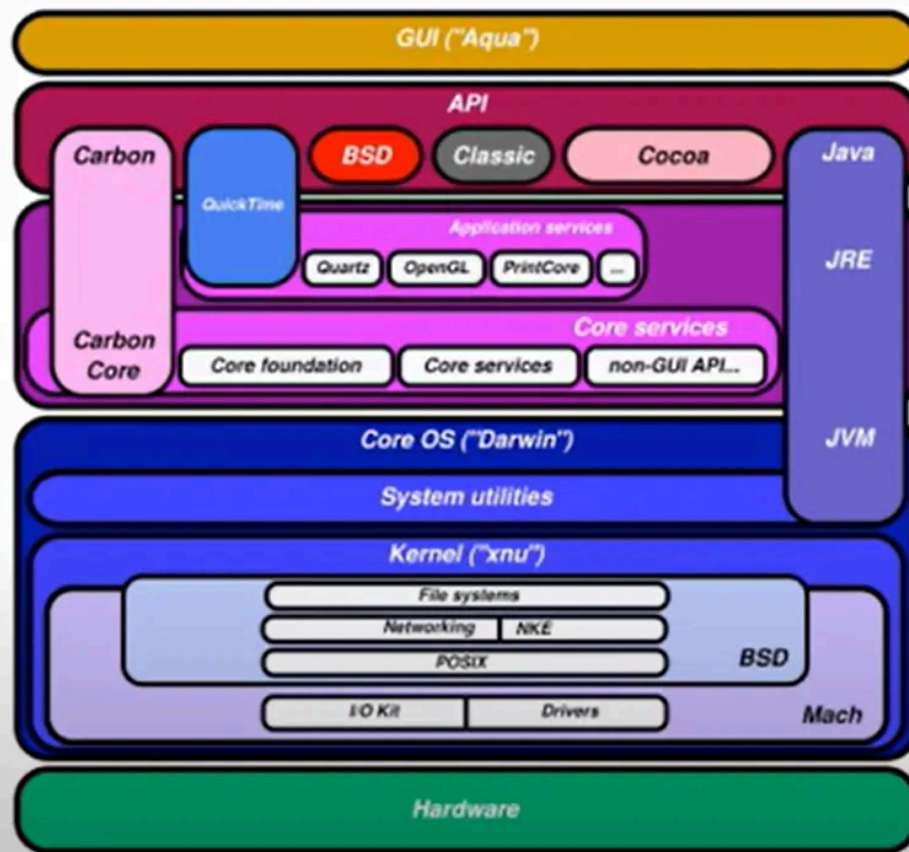 GUI ("Aqua")
API
Carbon
QuickTime
BSD
Classic
Cocoa
Java
Application services
Quartz
OpenGL
PrintCore
...
JRE
Carbon
Core
Core services
Core foundation
Core services
non-GUI API...
Core OS ("Darwin")
JVM
System utilities
Kernel ("xnu")
File systems
Networking
NKE
POSIX
BSD
I/O Kit
Drivers
Mach
Hardware